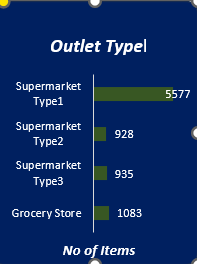 Outlet Type
Supermarket
Type1
5577
Supermarket
Type2
928
Supermarket
Type3
935
Grocery Store
1083
No of Items